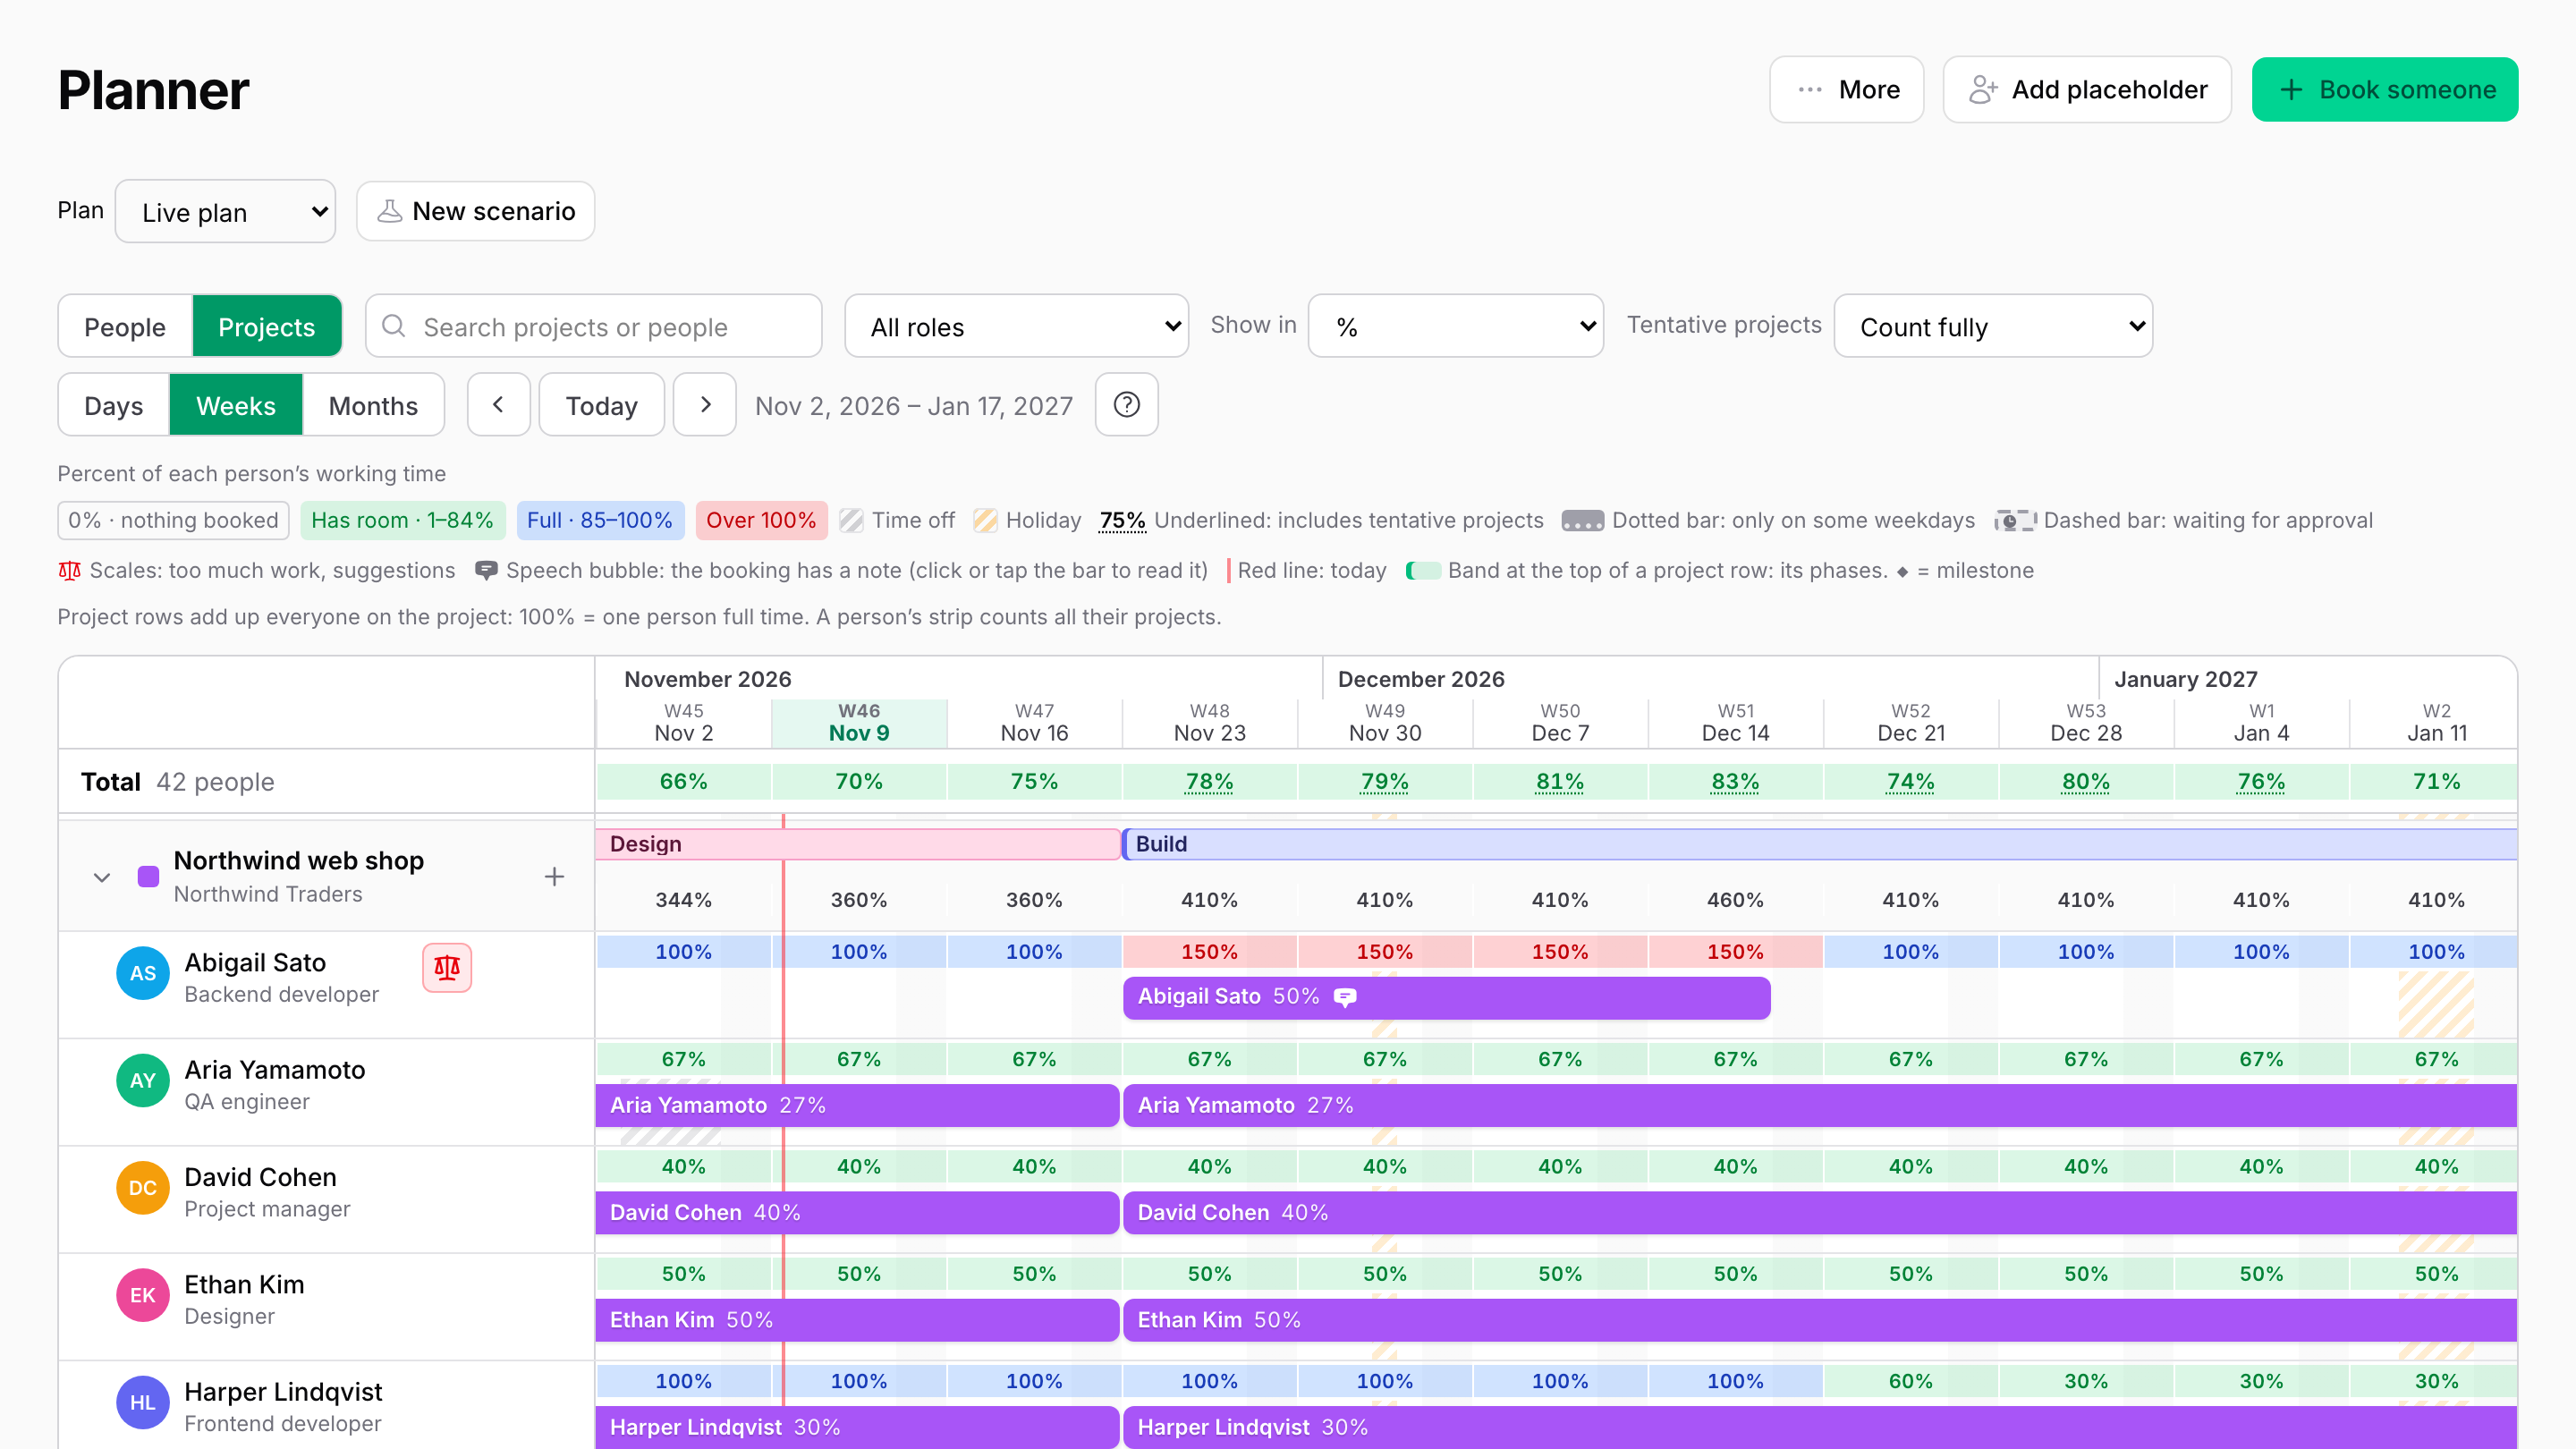 Planner
More
Add placeholder
Book someone
Plan
Live plan
New scenario
People
Projects
Search projects or people
All roles
Show in
%
Tentative projects
Count fully
Days
Weeks
Months
Today
Nov 2, 2026 – Jan 17, 2027
Percent of each person’s working time
0% · nothing booked
Has room · 1–84%
Full · 85–100%
Over 100%
Time off
Holiday
75% Underlined: includes tentative projects
Dotted bar: only on some weekdays
Dashed bar: waiting for approval
Scales: too much work, suggestions
Speech bubble: the booking has a note (click or tap the bar to read it)
Red line: today
Band at the top of a project row: its phases. ◆ = milestone
Project rows add up everyone on the project: 100% = one person full time. A person’s strip counts all their projects.
November 2026 December 2026 January 2027
W45 W46 W47 W48 W49 W50 W51 W52 W53 W1 W2
Nov 2 Nov 9 Nov 16 Nov 23 Nov 30 Dec 7 Dec 14 Dec 21 Dec 28 Jan 4 Jan 11
Total 42 people 66% 70% 75% 78% 79% 81% 83% 74% 80% 76% 71%
Design Build
Northwind web shop
Northwind Traders
344% 360% 360% 410% 410% 410% 460% 410% 410% 410% 410%
AS
Abigail Sato
Backend developer
100% 100% 100% 150% 150% 150% 150% 100% 100% 100% 100%
Abigail Sato 50%
AY
Aria Yamamoto
QA engineer
67% 67% 67% 67% 67% 67% 67% 67% 67% 67% 67%
Aria Yamamoto 27% Aria Yamamoto 27%
DC
David Cohen
Project manager
40% 40% 40% 40% 40% 40% 40% 40% 40% 40% 40%
David Cohen 40% David Cohen 40%
EK
Ethan Kim
Designer
50% 50% 50% 50% 50% 50% 50% 50% 50% 50% 50%
Ethan Kim 50% Ethan Kim 50%
HL
Harper Lindqvist
Frontend developer
100% 100% 100% 100% 100% 100% 100% 60% 30% 30% 30%
Harper Lindqvist 30% Harper Lindqvist 30%